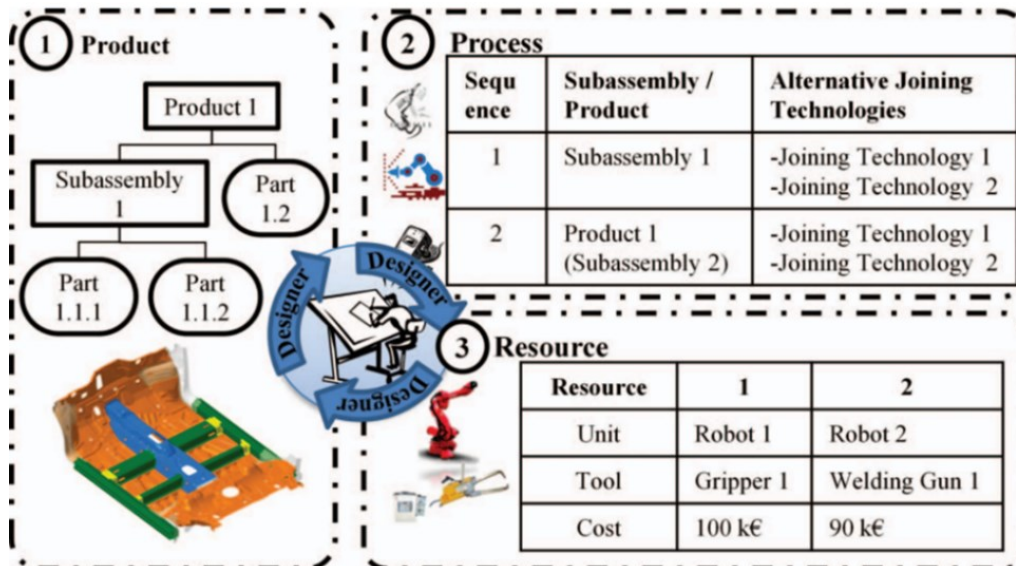 1 Product
Product 1
Subassembly
1
Part
1.2
Part
1.1.1
Part
1.1.2
Designer
Designer
Designer
2 Process
Sequ
ence
Subassembly /
Product
Alternative Joining
Technologies
1
Subassembly 1
-Joining Technology 1
-Joining Technology 2
2
Product 1
(Subassembly 2)
-Joining Technology 1
-Joining Technology 2
3 Resource
Resource 1 2
Unit Robot 1 Robot 2
Tool Gripper 1 Welding Gun 1
Cost 100 k€ 90 k€